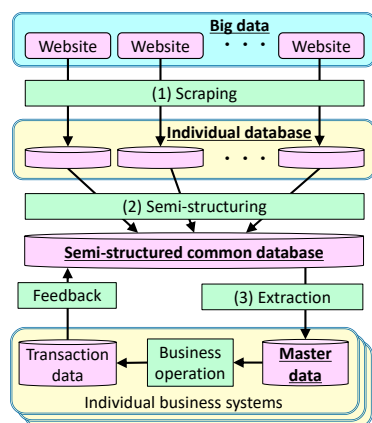 Big data
Website Website · · · Website
(1) Scraping
Individual database
· · ·
(2) Semi-structuring
Semi-structured common database
Feedback
(3) Extraction
Transaction
data
Business
operation
Master
data
Individual business systems